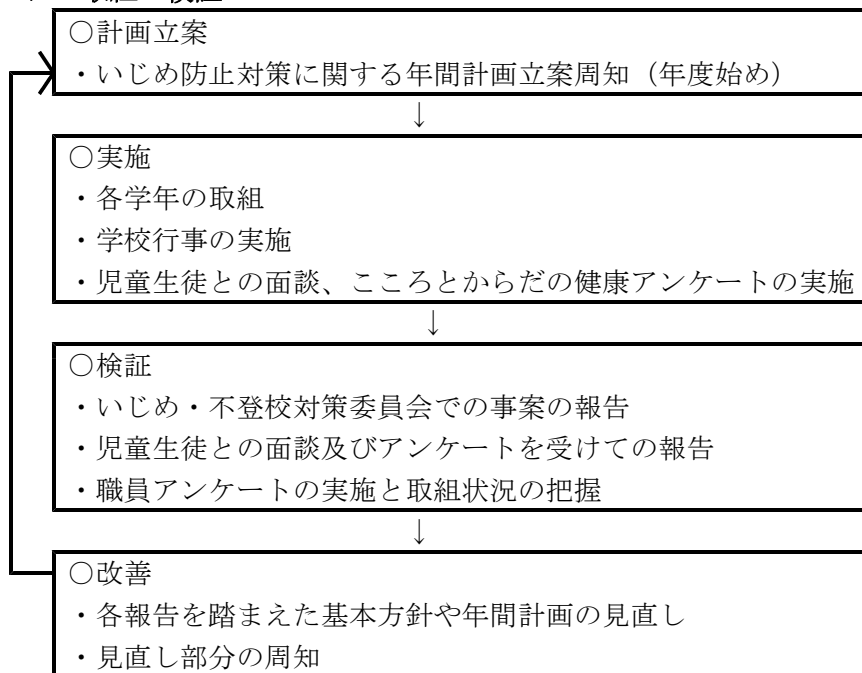 ○計画立案
・いじめ防止対策に関する年間計画立案周知（年度始め）
↓
○実施
・各学年の取組
・学校行事の実施
・児童生徒との面談、こころとからだの健康アンケートの実施
↓
○検証
・いじめ・不登校対策委員会での事案の報告
・児童生徒との面談及びアンケートを受けての報告
・職員アンケートの実施と取組状況の把握
↓
○改善
・各報告を踏まえた基本方針や年間計画の見直し
・見直し部分の周知